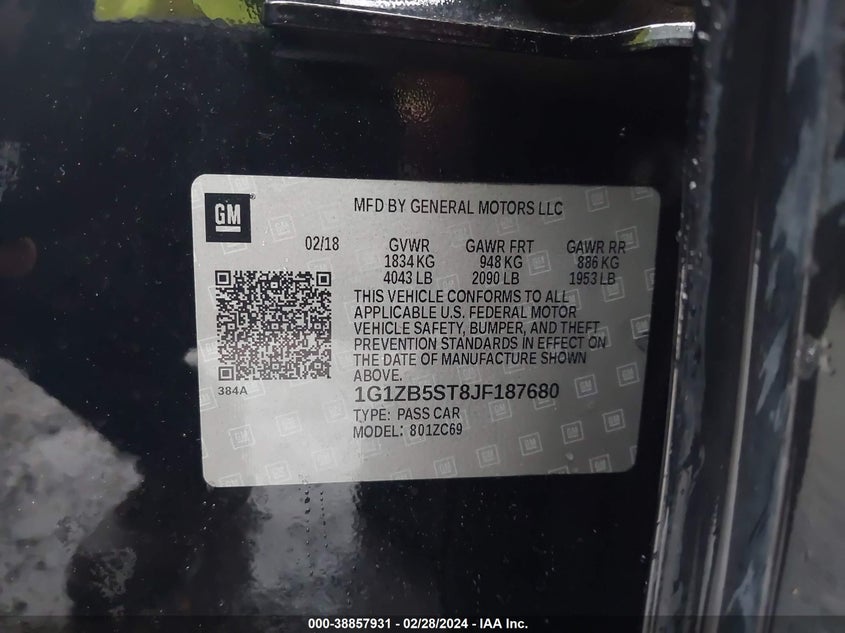 GM
MFD BY GENERAL MOTORS LLC
02/18 GVWR GAWR FRT GAWR RR
1834 KG 948 KG 886 KG
4043 LB 2090 LB 1953 LB
THIS VEHICLE CONFORMS TO ALL
APPLICABLE U.S. FEDERAL MOTOR
VEHICLE SAFETY, BUMPER, AND THEFT
PREVENTION STANDARDS IN EFFECT ON
THE DATE OF MANUFACTURE SHOWN
ABOVE.
384A
1G1ZB5ST8JF187680
TYPE: PASS CAR
MODEL: 801ZC69
000-38857931 - 02/28/2024 - IAA Inc.